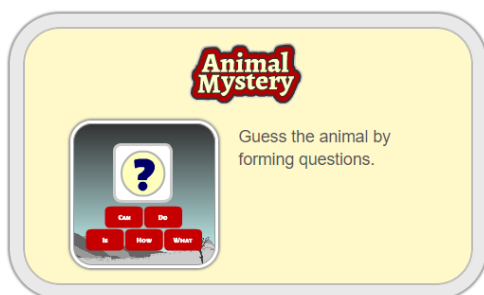 Animal
Mystery
Guess the animal by
forming questions.
?
CAN DO
IS HOW WHAT